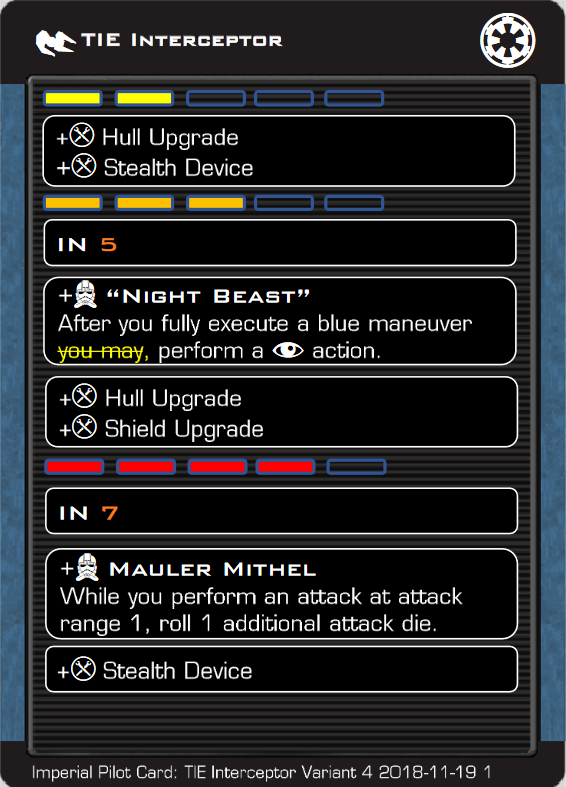 TIE Interceptor
+ Hull Upgrade
+ Stealth Device
IN 5
+ “Night Beast”
After you fully execute a blue maneuver
you may, perform a action.
+ Hull Upgrade
+ Shield Upgrade
IN 7
+ Mauler Mithel
While you perform an attack at attack
range 1, roll 1 additional attack die.
+ Stealth Device
Imperial Pilot Card: TIE Interceptor Variant 4 2018-11-19 1